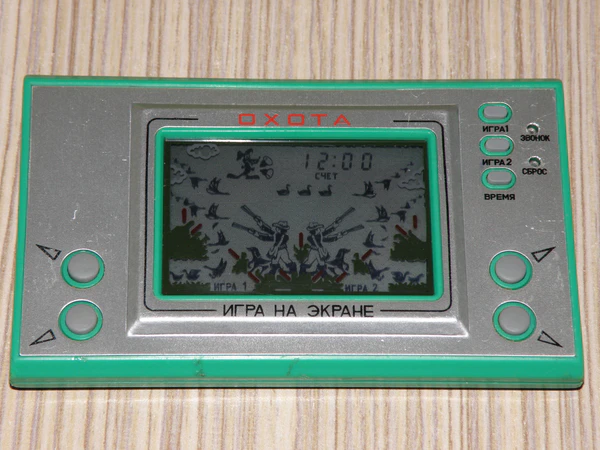 ОХОТА
ИГРА1
ЗВОНОК
ИГРА2
СБРОС
ВРЕМЯ
12:00
СЧЕТ
ИГРА 1
ИГРА 2
ИГРА НА ЭКРАНЕ